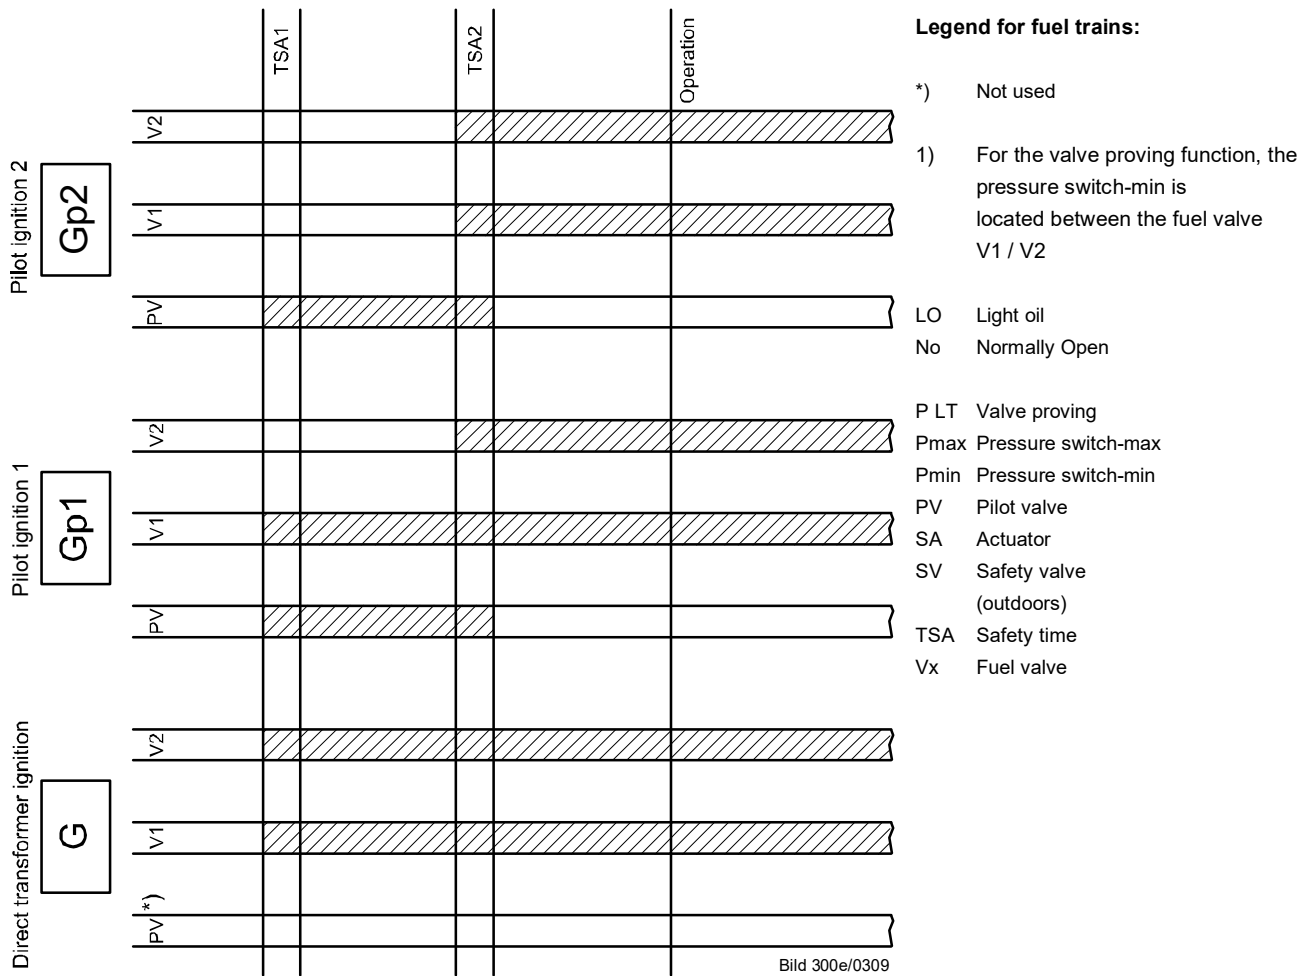 TSA1
TSA2
Operation
Pilot ignition 2
Gp2
V2
V1
PV
Pilot ignition 1
Gp1
V2
V1
PV
Direct transformer ignition
G
V2
V1
PV *)
Bild 300e/0309
Legend for fuel trains:
*) Not used
1) For the valve proving function, the
pressure switch-min is
located between the fuel valve
V1 / V2
LO Light oil
No Normally Open
P LT Valve proving
Pmax Pressure switch-max
Pmin Pressure switch-min
PV Pilot valve
SA Actuator
SV Safety valve
(outdoors)
TSA Safety time
Vx Fuel valve